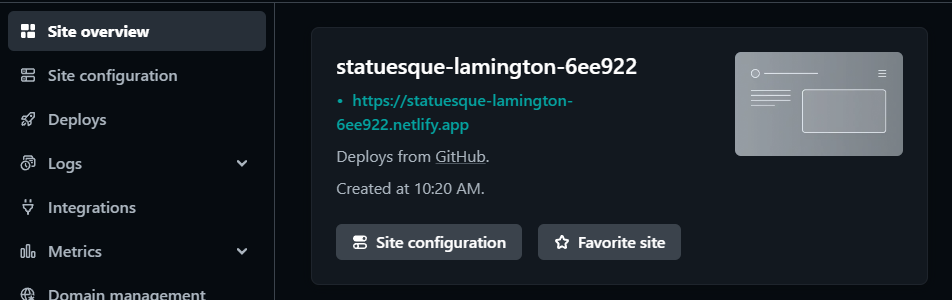 Site overview
Site configuration
Deploys
Logs
Integrations
Metrics
Domain management
statuesque-lamington-6ee922
• https://statuesque-lamington-
6ee922.netlify.app
Deploys from GitHub.
Created at 10:20 AM.
Site configuration
Favorite site